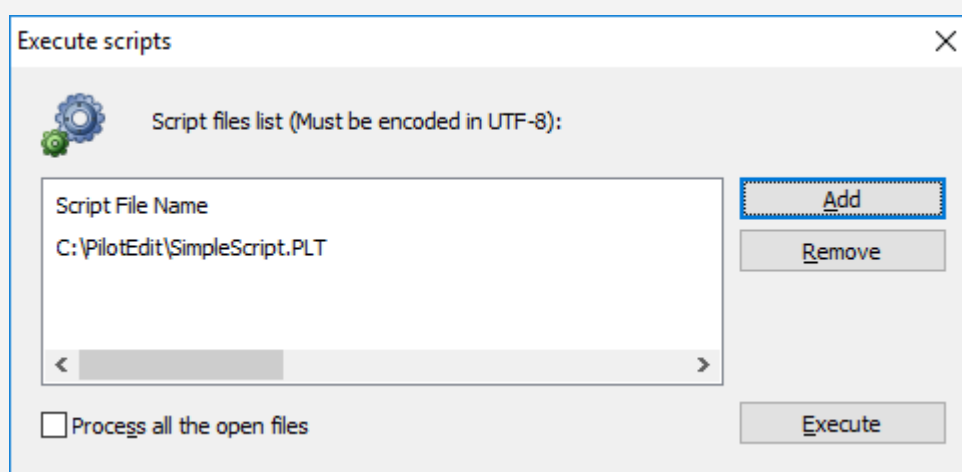 Execute scripts
Script files list (Must be encoded in UTF-8):
Script File Name
C:\PilotEdit\SimpleScript.PLT
Add
Remove
Process all the open files
Execute